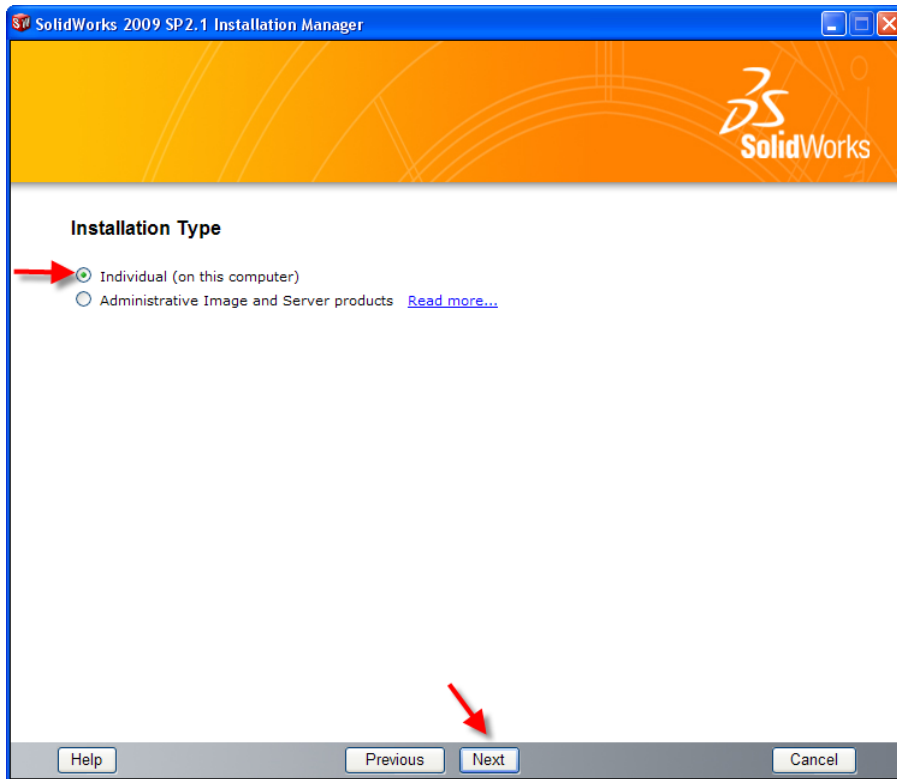 SolidWorks 2009 SP2.1 Installation Manager
SolidWorks
Installation Type
Individual (on this computer)
Administrative Image and Server products Read more...
Help Previous Next Cancel